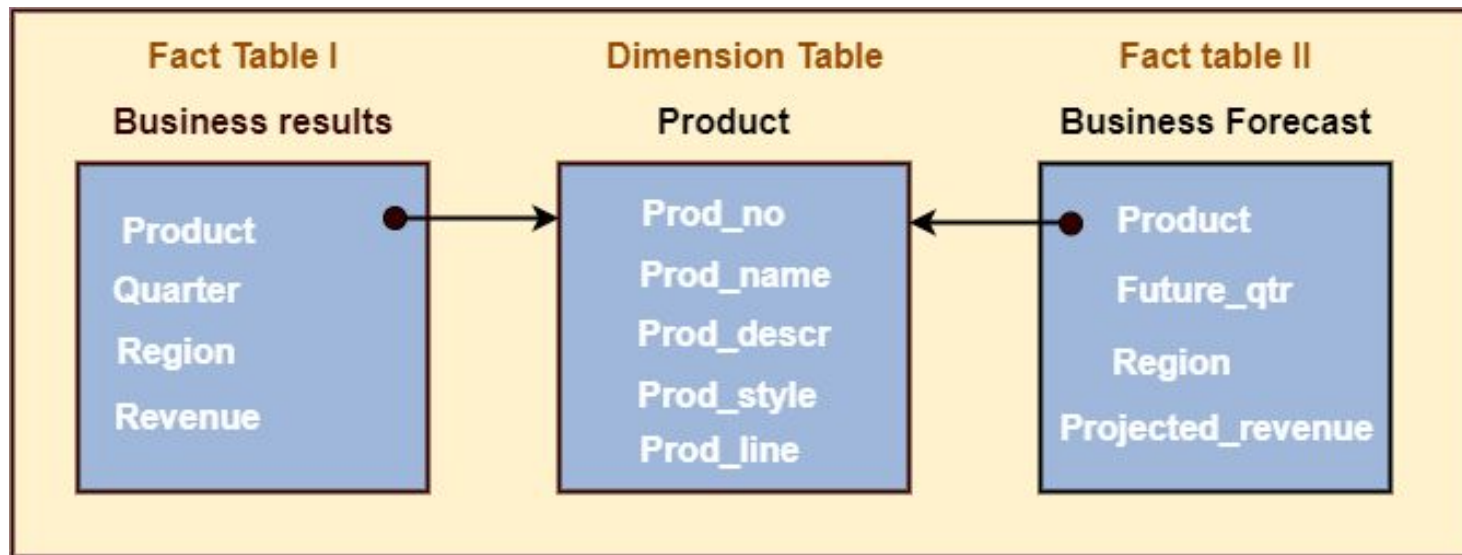 Fact Table I
Business results
Product
Quarter
Region
Revenue
Dimension Table
Product
Prod_no
Prod_name
Prod_descr
Prod_style
Prod_line
Fact table II
Business Forecast
Product
Future_qtr
Region
Projected_revenue